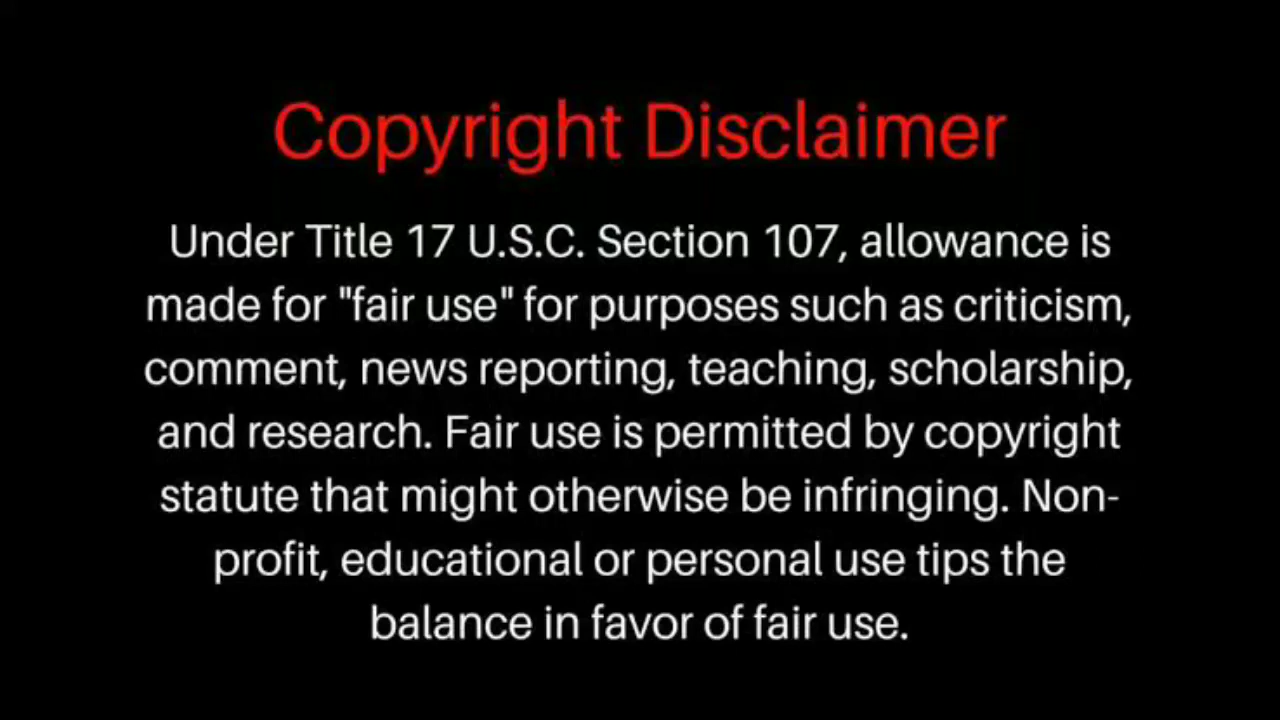 Copyright Disclaimer
Under Title 17 U.S.C. Section 107, allowance is
made for "fair use" for purposes such as criticism,
comment, news reporting, teaching, scholarship,
and research. Fair use is permitted by copyright
statute that might otherwise be infringing. Non-
profit, educational or personal use tips the
balance in favor of fair use.